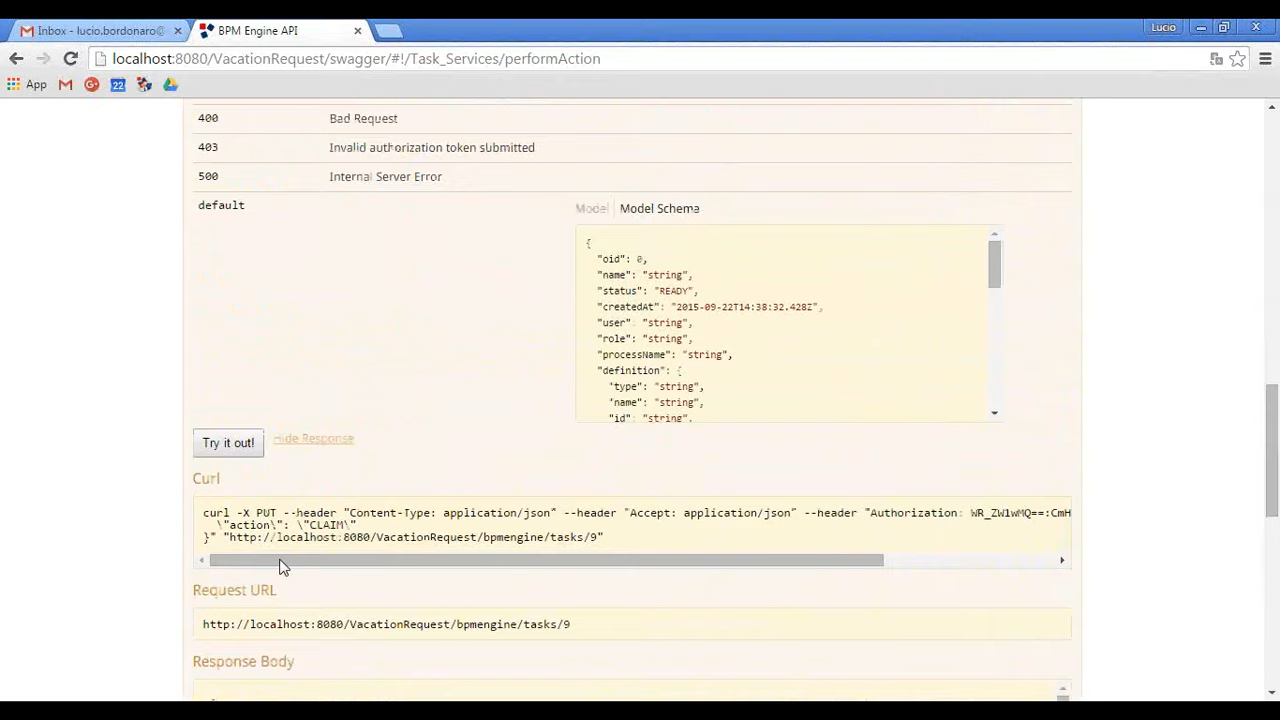 Inbox - lucio.bordonaro@
BPM Engine API
Lucio
localhost:8080/VacationRequest/swagger/#!/Task_Services/performAction
App
22
400 Bad Request
403 Invalid authorization token submitted
500 Internal Server Error
default
Model Model Schema
{
"oid": 0,
"name": "string",
"status": "READY",
"createdAt": "2015-09-22T14:38:32.428Z",
"user": "string",
"role": "string",
"processName": "string",
"definition": {
"type": "string",
"name": "string",
"id": "string",
Try it out! Hide Response
Curl
curl -X PUT --header "Content-Type: application/json" --header "Accept: application/json" --header "Authorization: WR_ZW1wMQ==:CmH
\"action\": \"CLAIM\"
}" "http://localhost:8080/VacationRequest/bpmengine/tasks/9"
Request URL
http://localhost:8080/VacationRequest/bpmengine/tasks/9
Response Body